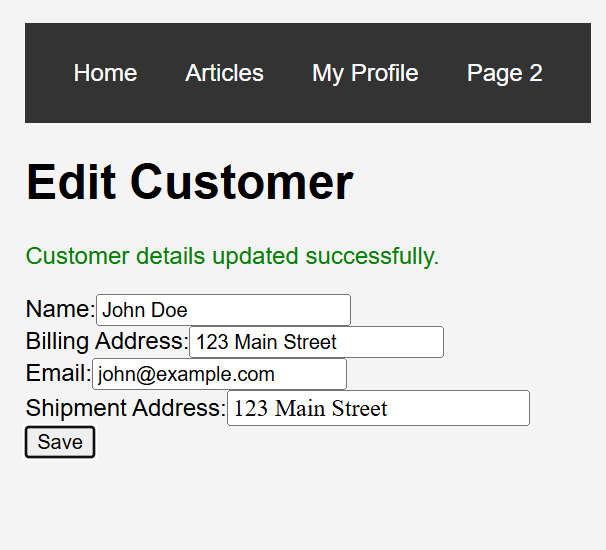 Home Articles My Profile Page 2
Edit Customer
Customer details updated successfully.
Name: John Doe
Billing Address: 123 Main Street
Email: john@example.com
Shipment Address: 123 Main Street
Save